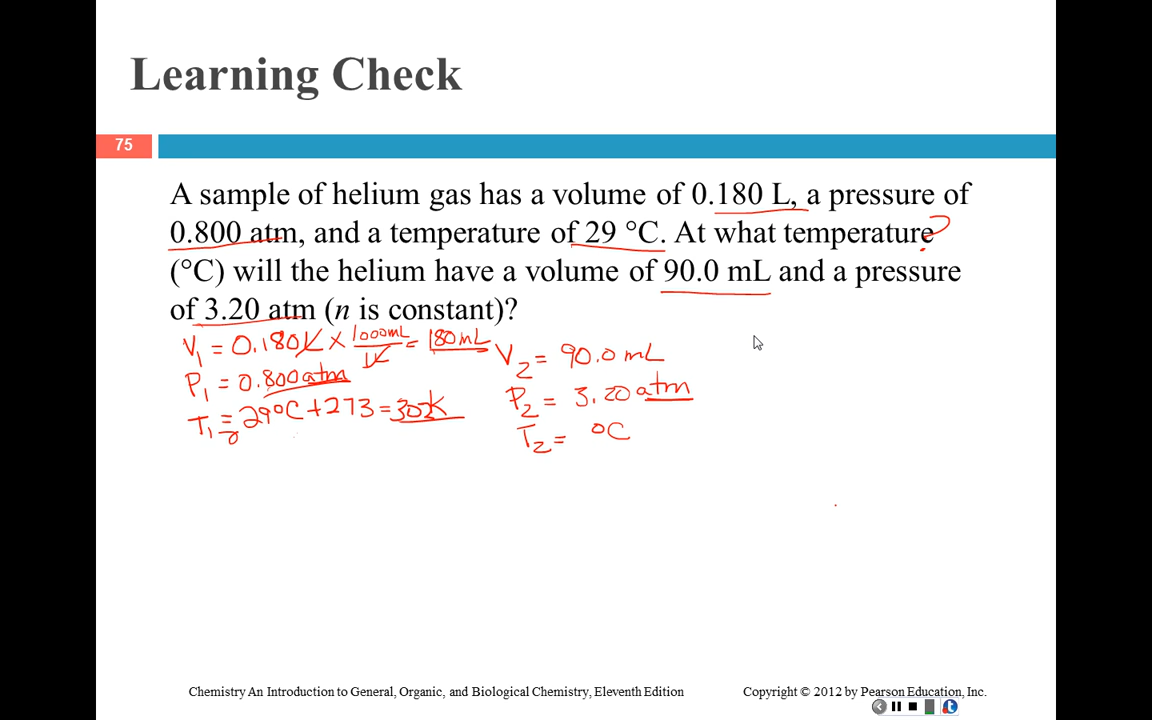 Learning Check
75
A sample of helium gas has a volume of 0.180 L, a pressure of
0.800 atm, and a temperature of 29 °C. At what temperature
(°C) will the helium have a volume of 90.0 mL and a pressure
of 3.20 atm (n is constant)?
V₁ = 0.180 L × 1000mL / 1L = 180 mL
P₁ = 0.800 atm
T₁ = 29°C + 273 = 302K
V₂ = 90.0 mL
P₂ = 3.20 atm
T₂ = °C
Chemistry An Introduction to General, Organic, and Biological Chemistry, Eleventh Edition
Copyright © 2012 by Pearson Education, Inc.